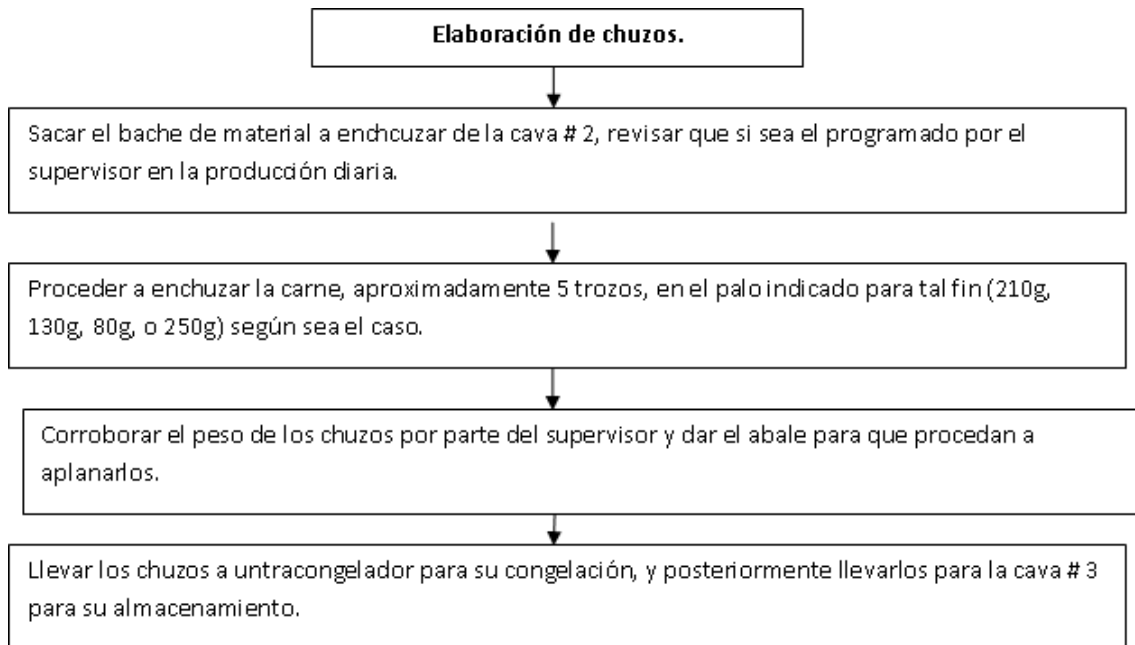 Elaboración de chuzos.
Sacar el bache de material a enchcuzar de la cava # 2, revisar que si sea el programado por el
supervisor en la producción diaria.
Proceder a enchuzar la carne, aproximadamente 5 trozos, en el palo indicado para tal fin (210g,
130g, 80g, o 250g) según sea el caso.
Corroborar el peso de los chuzos por parte del supervisor y dar el abale para que procedan a
aplanarlos.
Llevar los chuzos a untracongelador para su congelación, y posteriormente llevarlos para la cava # 3
para su almacenamiento.